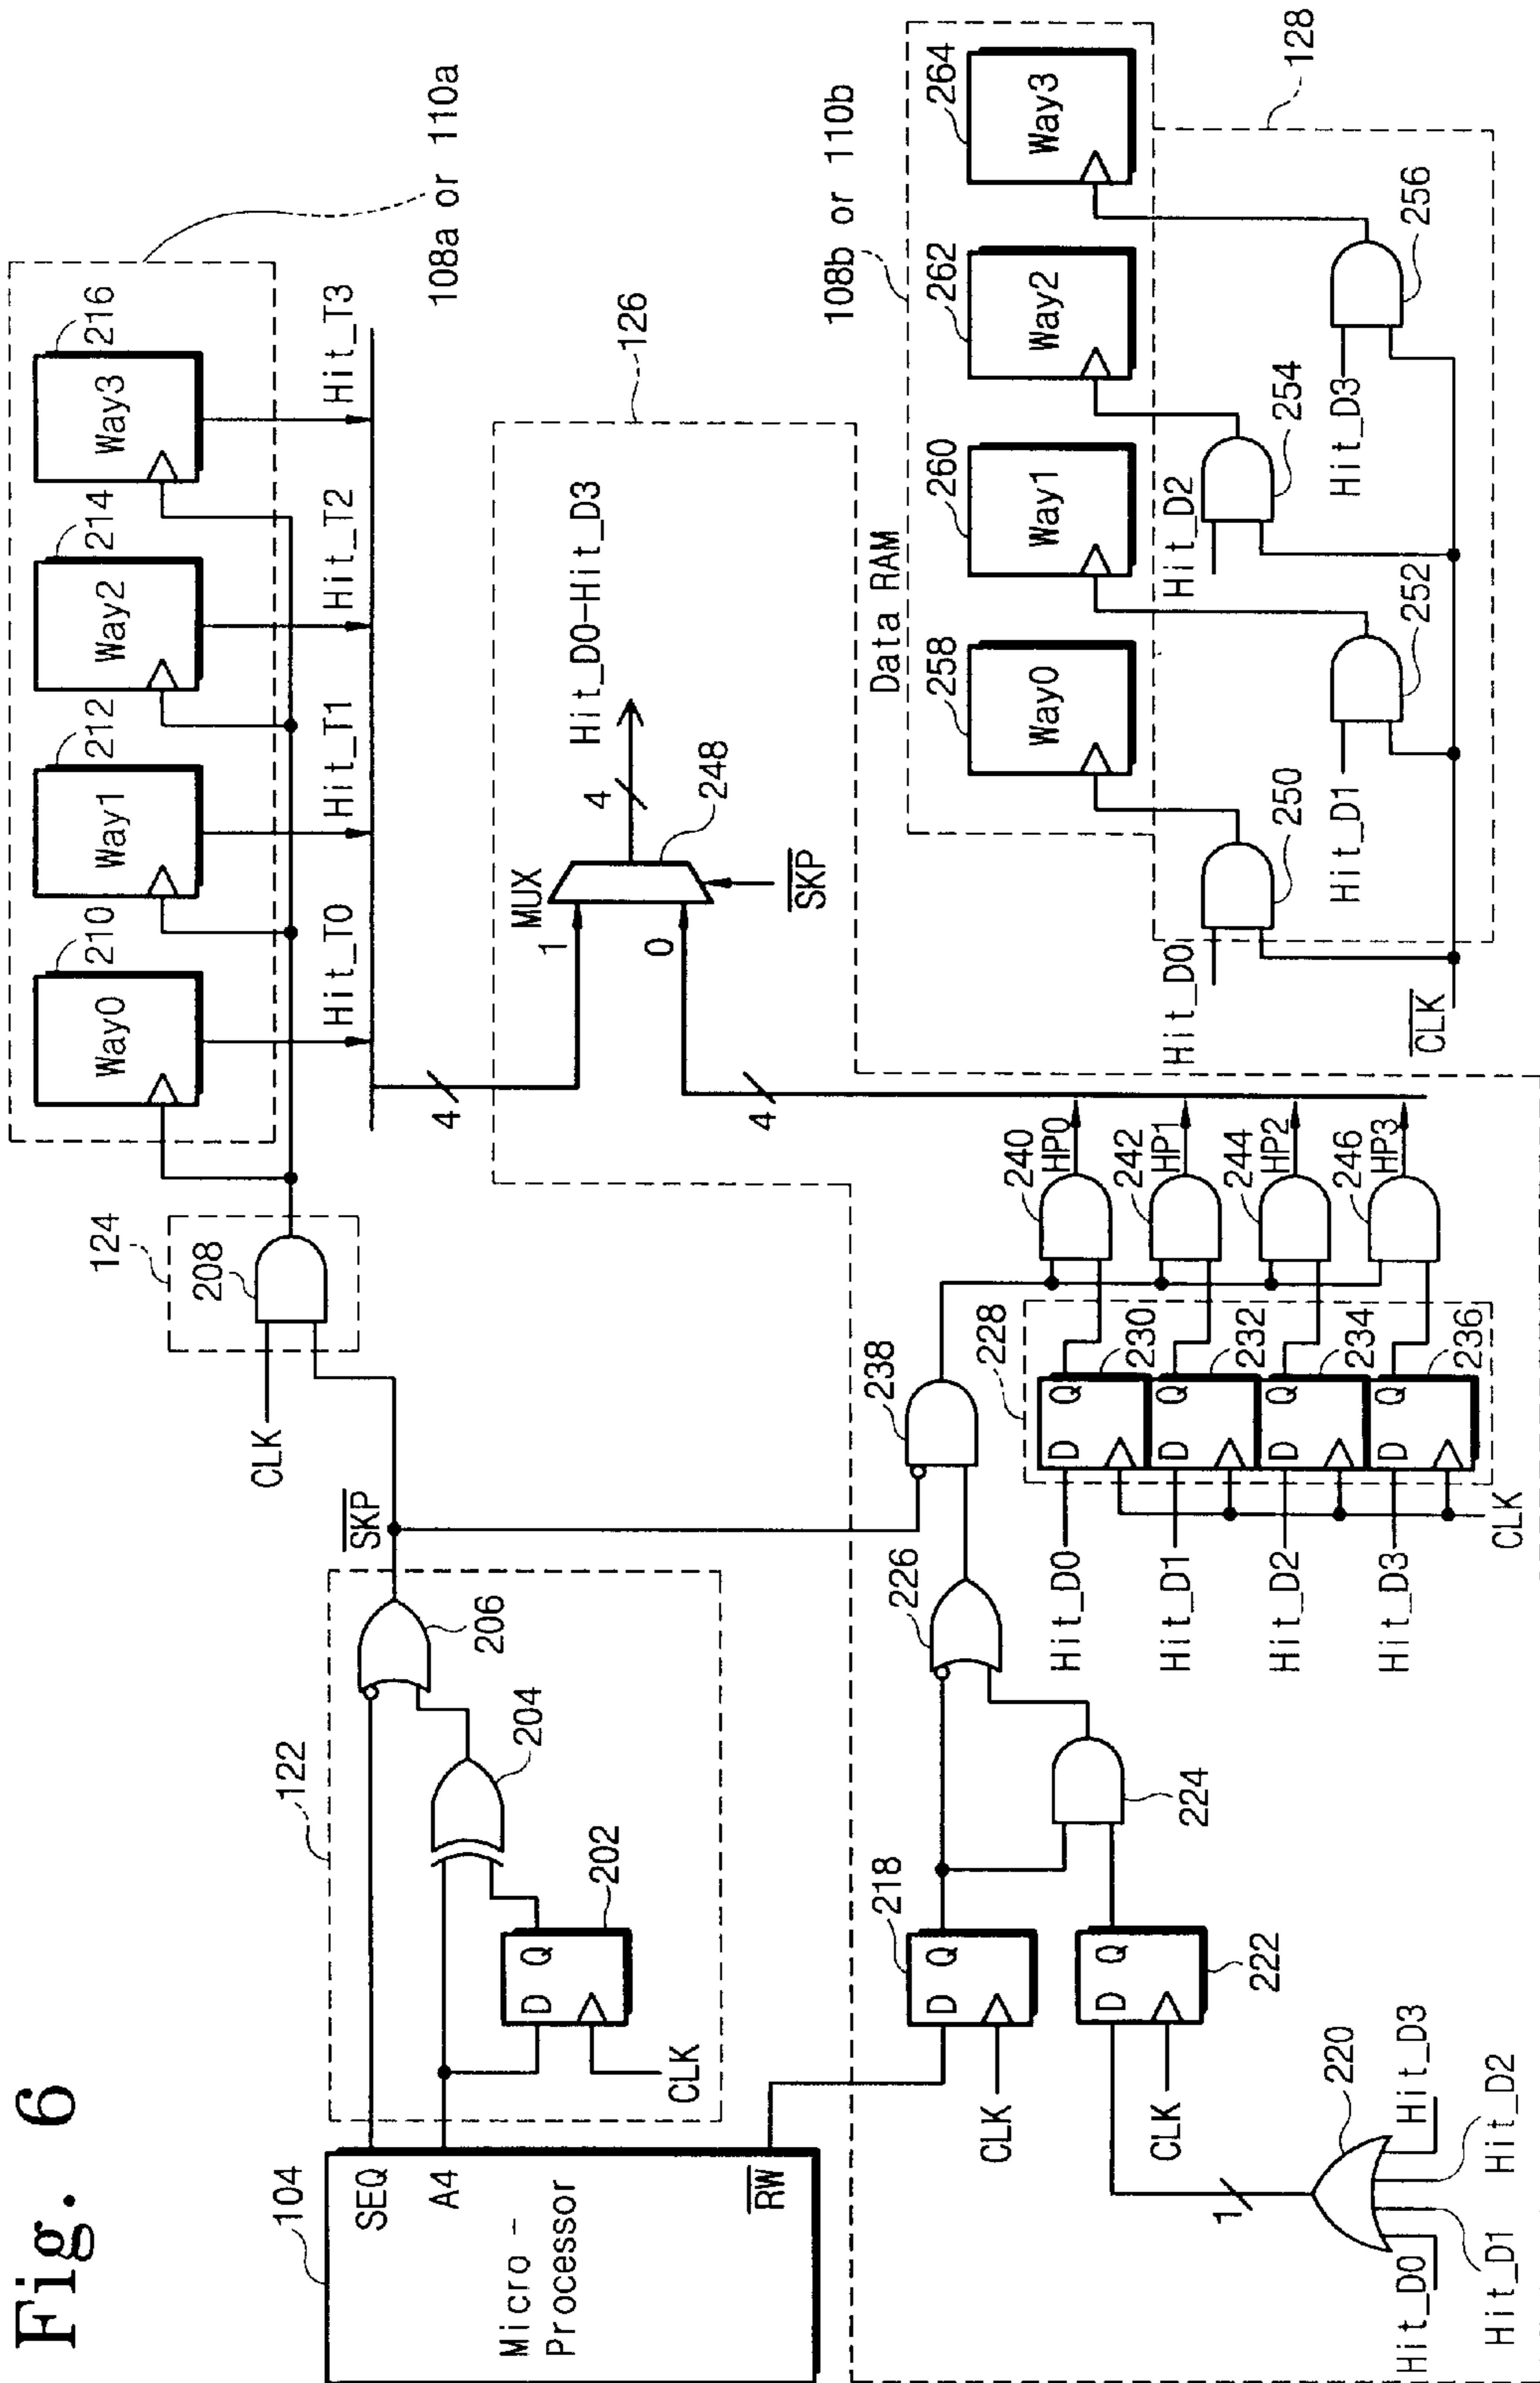 Fig. 6
104
SEQ
A4
RW
Micro-
Processor
122
202
D Q
CLK
204
206
SKP
CLK
124
208
108a or 110a
Way0
210
Way1
212
Way2
214
Way3
216
Hit_T0
Hit_T1
Hit_T2
Hit_T3
4
126
MUX
1
0
248
SKP
4
Hit_D0-Hit_D3
4
218
D Q
CLK
222
D Q
CLK
224
226
238
220
1
Hit_D0
Hit_D1
Hit_D2
Hit_D3
228
Hit_D0
D Q
230
Hit_D1
D Q
232
Hit_D2
D Q
234
Hit_D3
D Q
236
CLK
240
HP0
242
HP1
244
HP2
246
HP3
Data RAM
108b or 110b
258
Way0
260
Way1
262
Way2
264
Way3
128
Hit_D0
250
Hit_D1
252
Hit_D2
254
Hit_D3
256
CLK